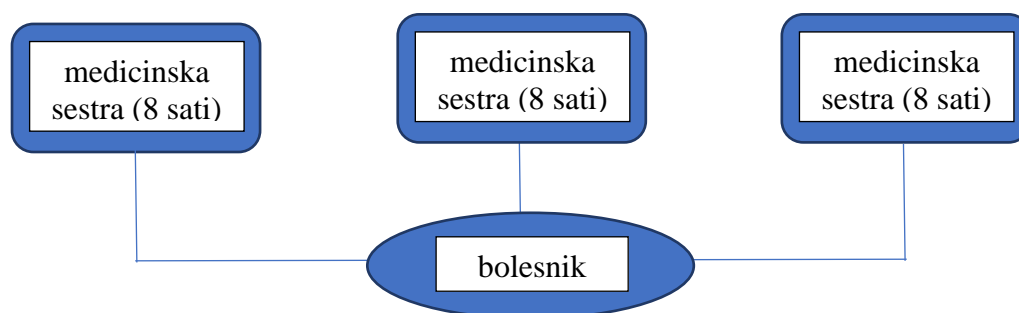 medicinska
sestra (8 sati)
medicinska
sestra (8 sati)
medicinska
sestra (8 sati)
bolesnik